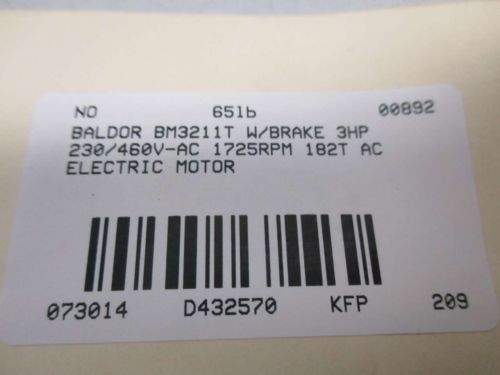 NO 651b 00892
BALDOR BM3211T W/BRAKE 3HP
230/460V-AC 1725RPM 182T AC
ELECTRIC MOTOR
073014 D432570 KFP 209